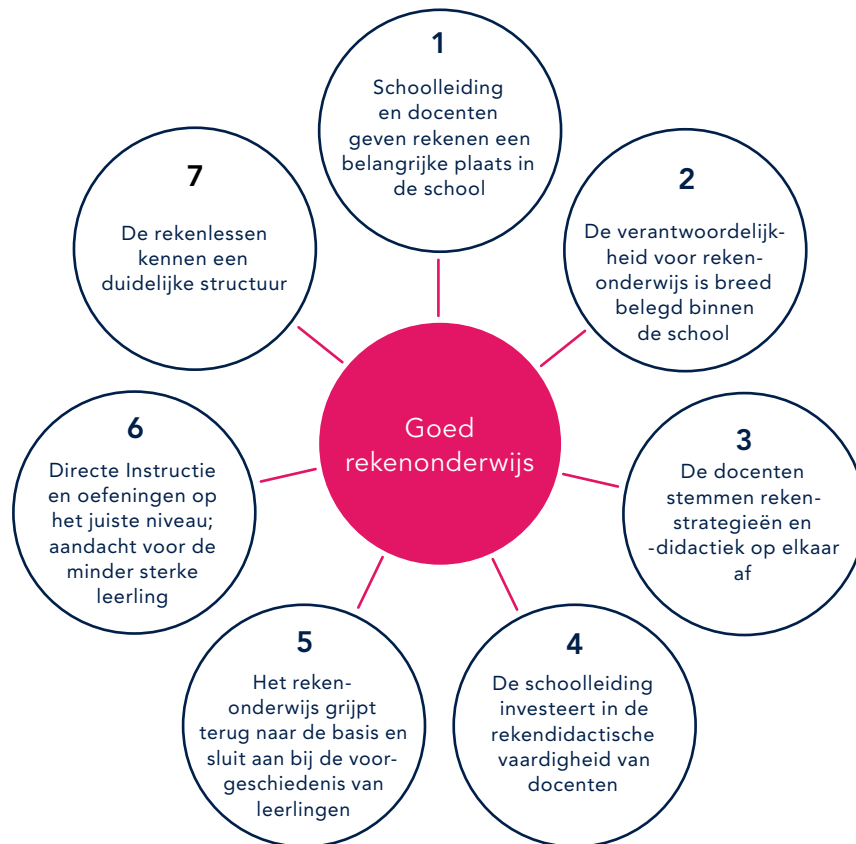 1
Schoolleiding
en docenten
geven rekenen een
belangrijke plaats in
de school
2
De verantwoordelijk-
heid voor reken-
onderwijs is breed
belegd binnen
de school
3
De docenten
stemmen reken-
strategieën en
-didactiek op elkaar
af
4
De schoolleiding
investeert in de
rekendidactische
vaardigheid van
docenten
5
Het reken-
onderwijs grijpt
terug naar de basis en
sluit aan bij de voor-
geschiedenis van
leerlingen
6
Directe Instructie
en oefeningen op
het juiste niveau;
aandacht voor de
minder sterke
leerling
7
De rekenlessen
kennen een
duidelijke structuur
Goed
rekenonderwijs